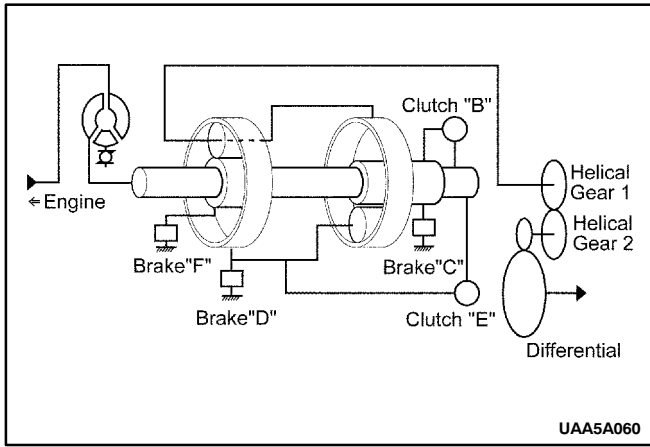 Clutch "B"
Helical
Gear 1
⇐Engine
Helical
Gear 2
Brake"F"
Brake"C"
Brake"D"
Clutch "E"
Differential
UAA5A060